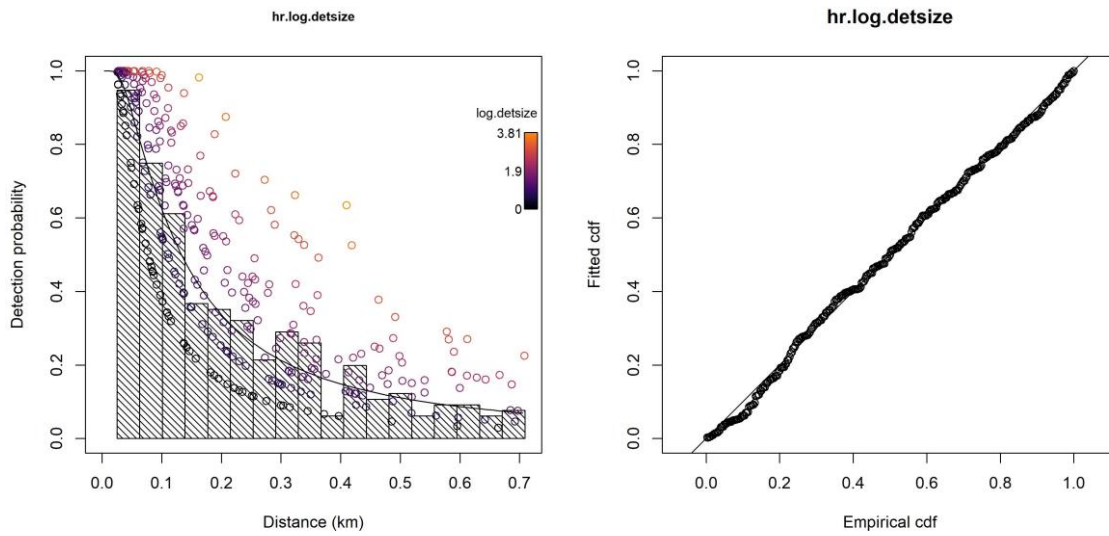 hr.log.detsize
Detection probability
1.0
0.8
0.6
0.4
0.2
0.0
log.detsize
3.81
1.9
0
0.0 0.1 0.2 0.3 0.4 0.5 0.6 0.7
Distance (km)
hr.log.detsize
Fitted cdf
1.0
0.8
0.6
0.4
0.2
0.0
0.0 0.2 0.4 0.6 0.8 1.0
Empirical cdf